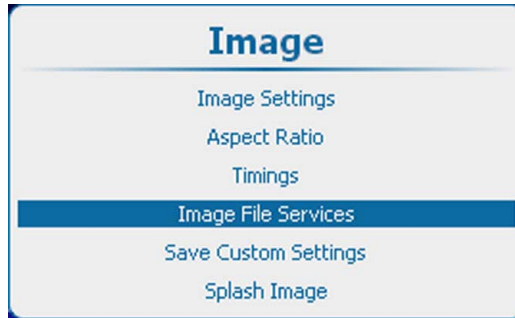 Image
Image Settings
Aspect Ratio
Timings
Image File Services
Save Custom Settings
Splash Image